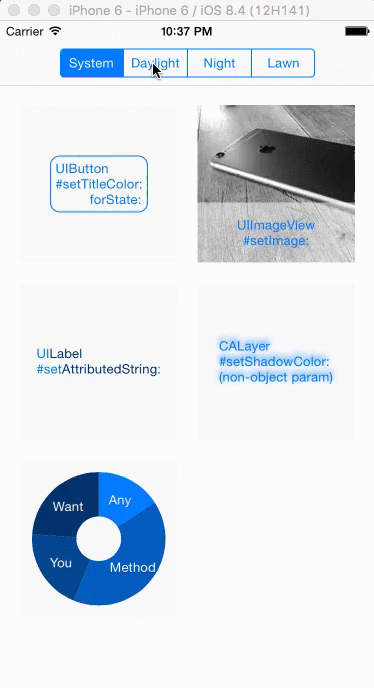 iPhone 6 - iPhone 6 / iOS 8.4 (12H141)
Carrier 10:37 PM
System Daylight Night Lawn
UIButton
#setTitleColor:
forState:
UIImageView
#setImage:
UILabel
#setAttributedString:
CALayer
#setShadowColor:
(non-object param)
Want Any
You Method